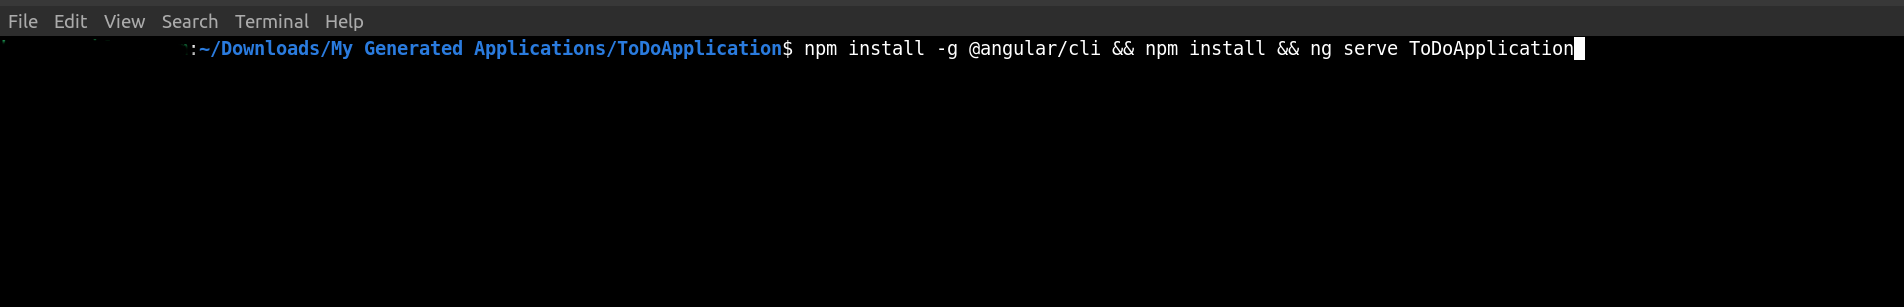 File Edit View Search Terminal Help
:~/Downloads/My Generated Applications/ToDoApplication$ npm install -g @angular/cli && npm install && ng serve ToDoApplication